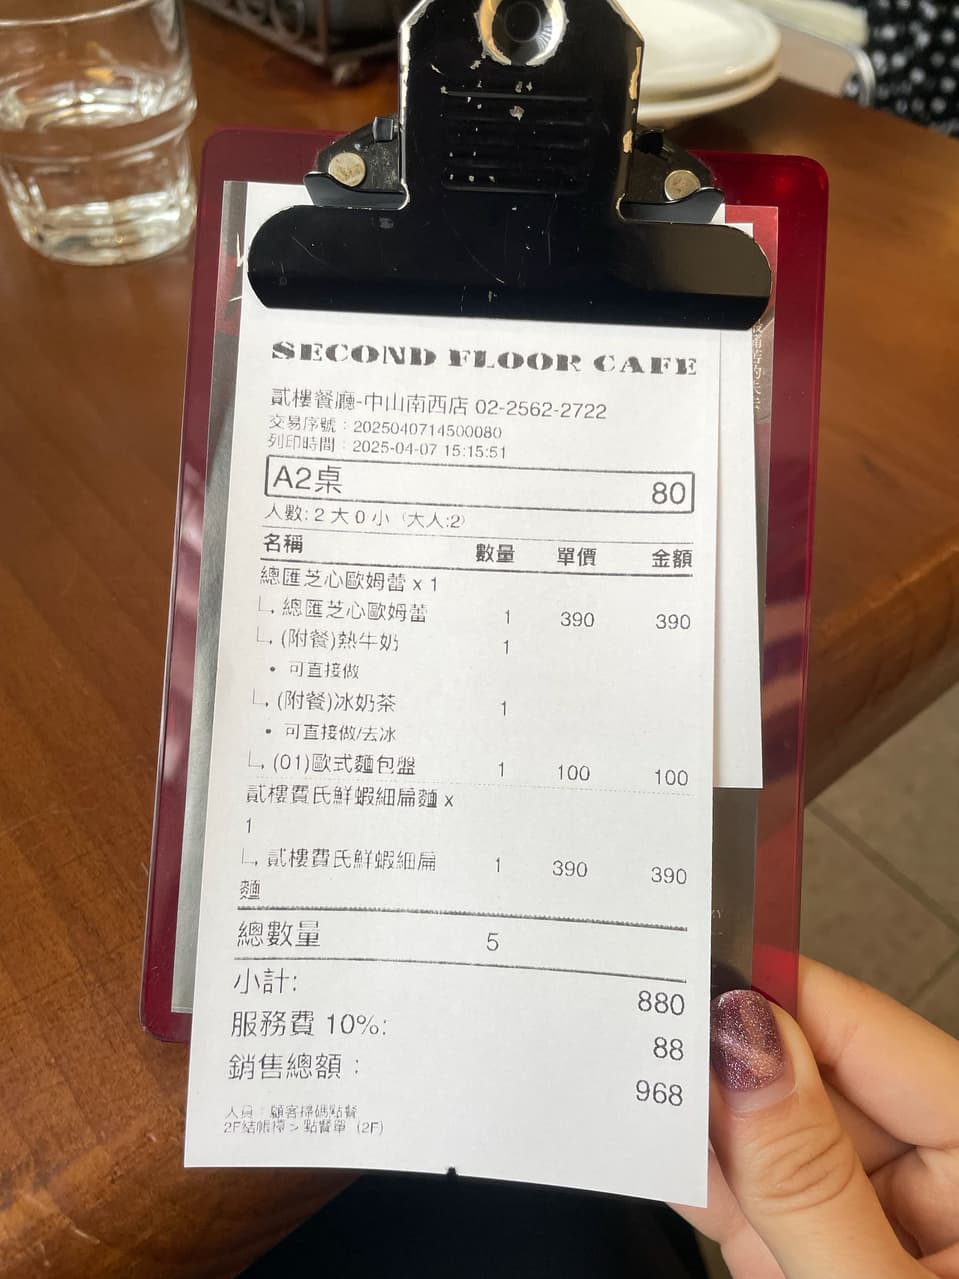 SECOND FLOOR CAFE
貳樓餐廳-中山南西店 02-2562-2722
交易序號：2025040714500080
列印時間：2025-04-07 15:15:51
A2桌 80
人數: 2 大 0 小 (大人:2)
名稱 數量 單價 金額
總匯芝心歐姆蕾 x 1
└. 總匯芝心歐姆蕾 1 390 390
└. (附餐)熱牛奶 1
• 可直接做
└. (附餐)冰奶茶 1
• 可直接做/去冰
└. (01)歐式麵包盤 1 100 100
貳樓費氏鮮蝦細扁麵 x
1
└. 貳樓費氏鮮蝦細扁 1 390 390
麵
總數量 5
小計: 880
服務費 10%: 88
銷售總額： 968
人員：顧客掃碼點餐
2F結帳檯 > 點餐單 (2F)